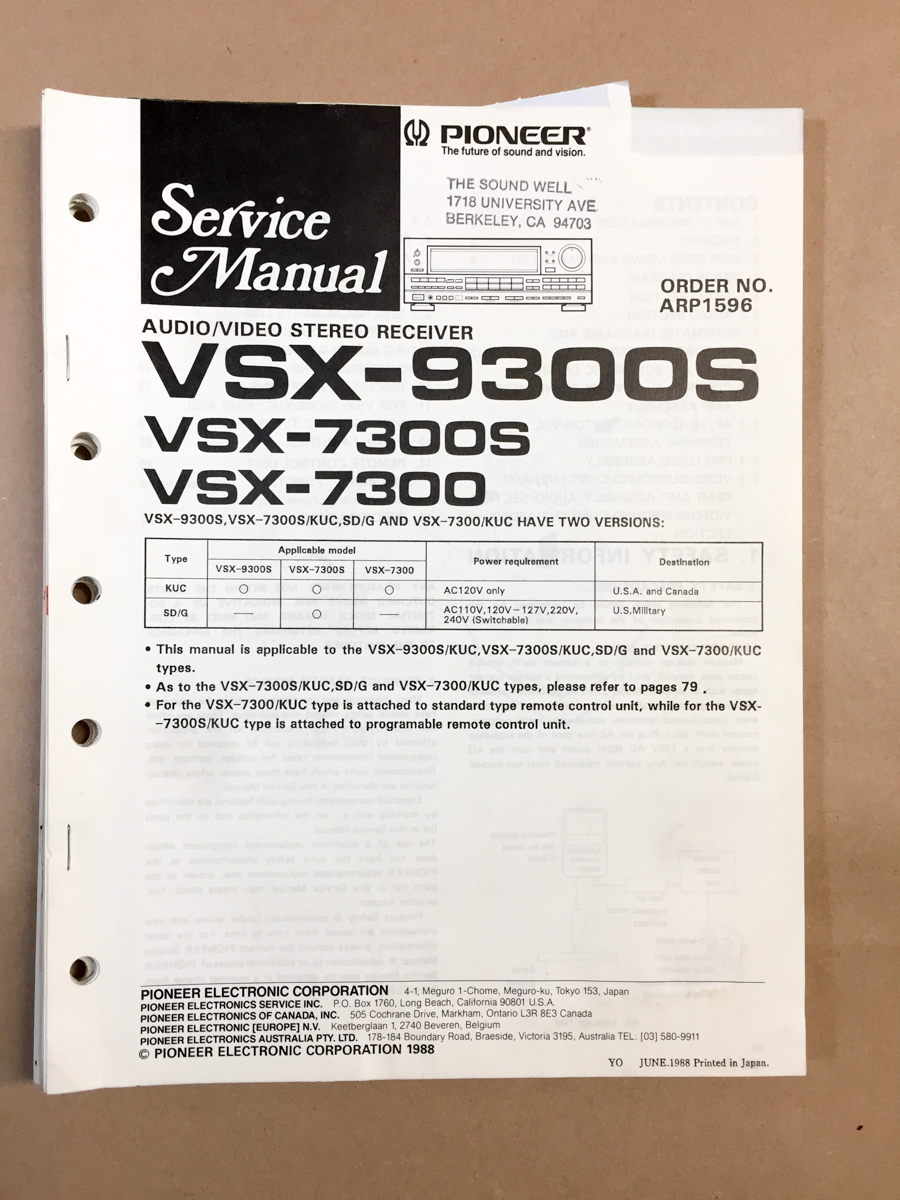 Service
Manual
PIONEER®
The future of sound and vision.
THE SOUND WELL
1718 UNIVERSITY AVE.
BERKELEY, CA 94703
ORDER NO.
ARP1596
AUDIO/VIDEO STEREO RECEIVER
VSX-9300S
VSX-7300S
VSX-7300
VSX-9300S,VSX-7300S/KUC,SD/G AND VSX-7300/KUC HAVE TWO VERSIONS:
Type Applicable model Power requirement Destination
VSX-9300S VSX-7300S VSX-7300
KUC ○ ○ ○ AC120V only U.S.A. and Canada
SD/G — ○ — AC110V,120V-127V,220V, U.S.Military
240V (Switchable)
• This manual is applicable to the VSX-9300S/KUC,VSX-7300S/KUC,SD/G and VSX-7300/KUC
types.
• As to the VSX-7300S/KUC,SD/G and VSX-7300/KUC types, please refer to pages 79 .
• For the VSX-7300/KUC type is attached to standard type remote control unit, while for the VSX-
-7300S/KUC type is attached to programable remote control unit.
PIONEER ELECTRONIC CORPORATION 4-1, Meguro 1-Chome, Meguro-ku, Tokyo 153, Japan
PIONEER ELECTRONICS SERVICE INC. P.O. Box 1760, Long Beach, California 90801 U.S.A.
PIONEER ELECTRONICS OF CANADA, INC. 505 Cochrane Drive, Markham, Ontario L3R 8E3 Canada
PIONEER ELECTRONIC [EUROPE] N.V. Keetberglaan 1, 2740 Beveren, Belgium
PIONEER ELECTRONICS AUSTRALIA PTY. LTD. 178-184 Boundary Road, Braeside, Victoria 3195, Australia TEL: [03] 580-9911
© PIONEER ELECTRONIC CORPORATION 1988
YO JUNE.1988 Printed in Japan.